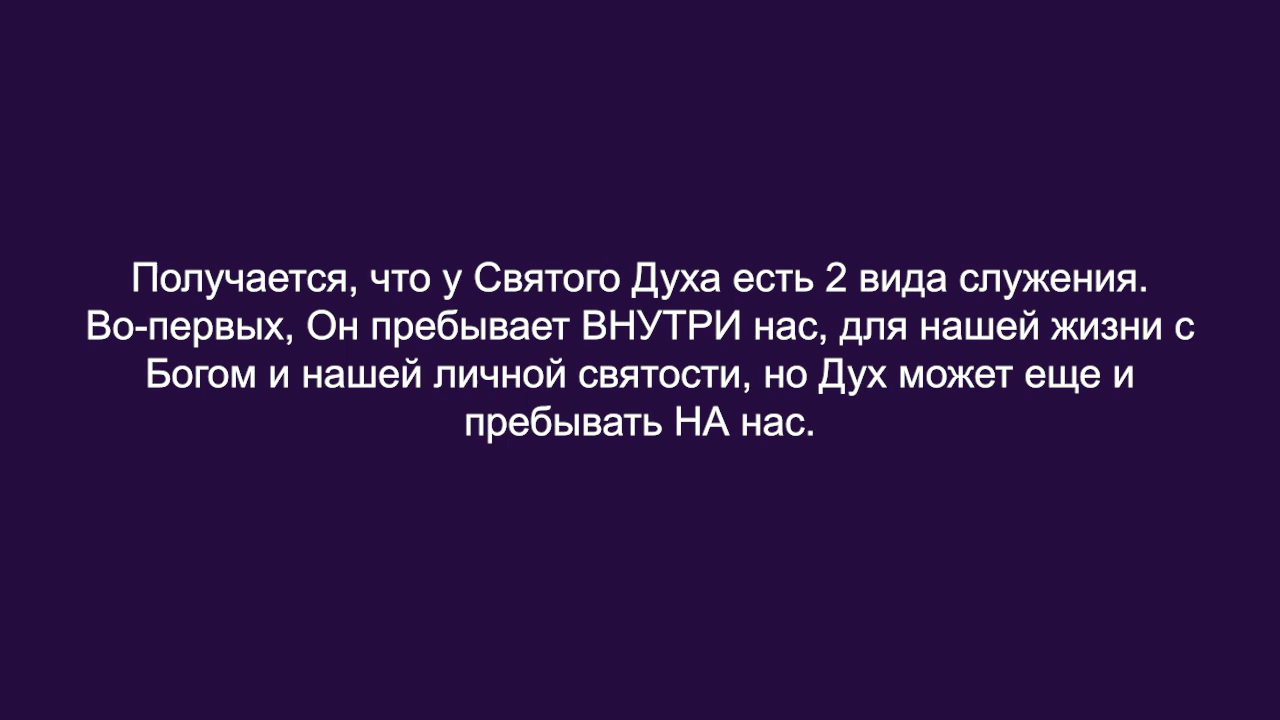 Получается, что у Святого Духа есть 2 вида служения.
Во-первых, Он пребывает ВНУТРИ нас, для нашей жизни с
Богом и нашей личной святости, но Дух может еще и
пребывать НА нас.